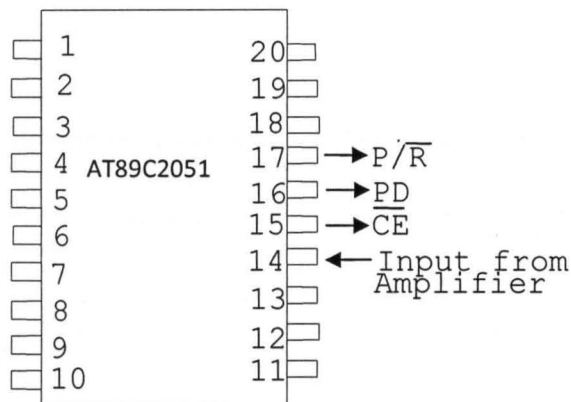 1 20
2 19
3 18
4 AT89C2051 17 P/R̅
5 16 PD
6 15 C̅E̅
7 14 Input from
Amplifier
8 13
9 12
10 11